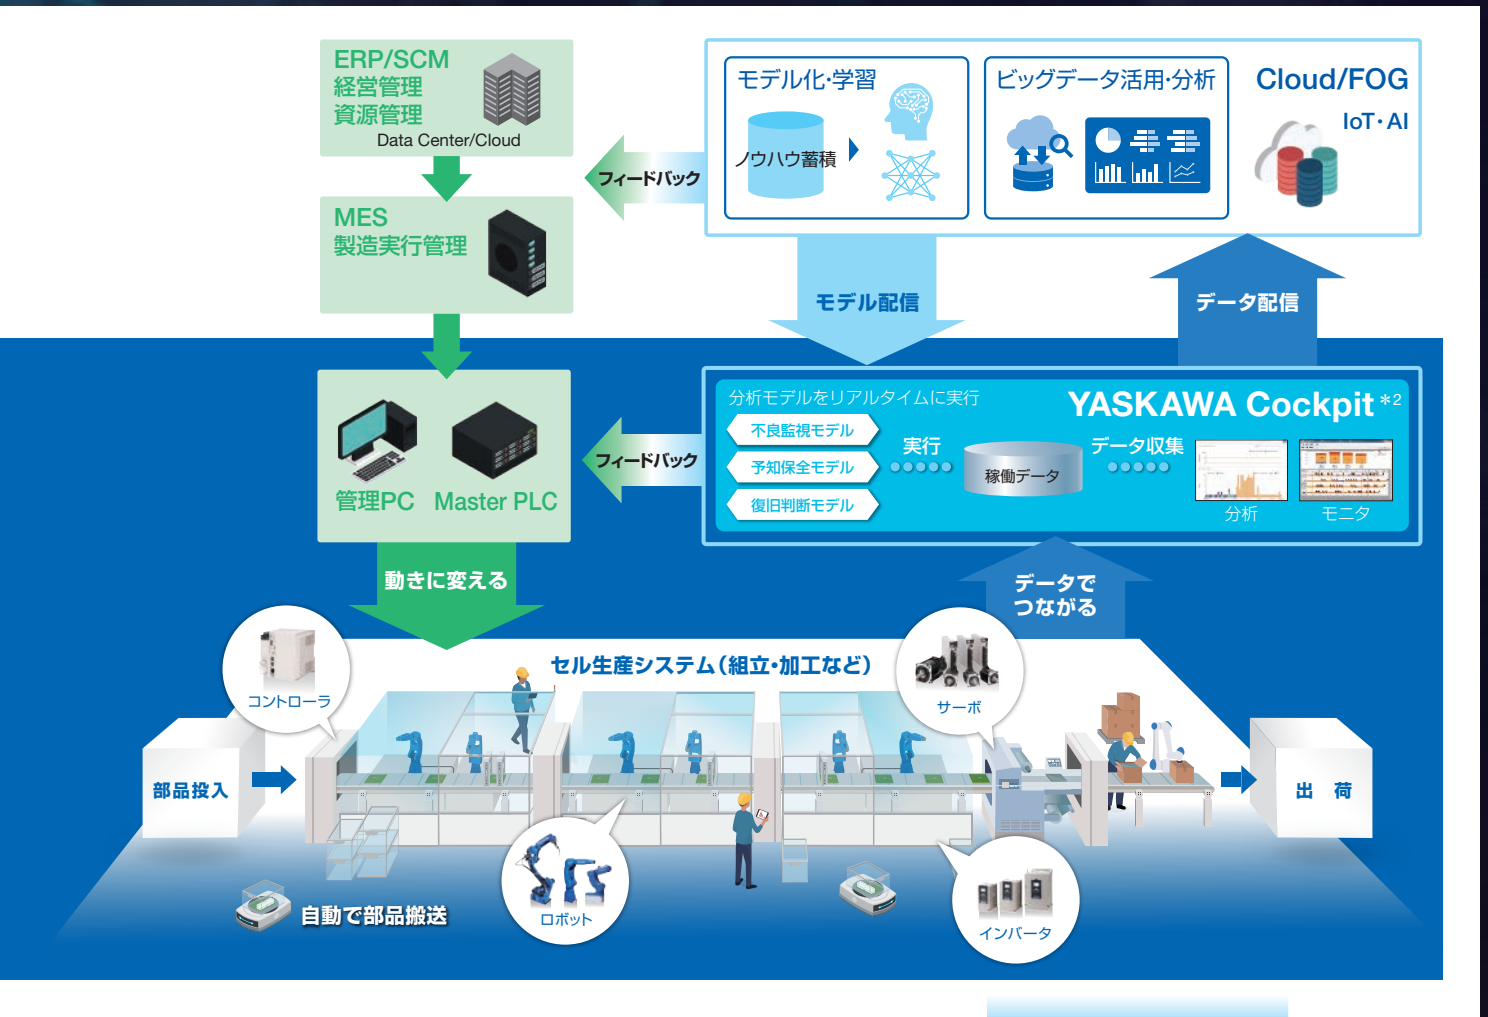 ERP/SCM
経営管理
資源管理
Data Center/Cloud
MES
製造実行管理
フィードバック
モデル化・学習
ノウハウ蓄積
ビッグデータ活用・分析
Cloud/FOG
IoT・AI
モデル配信
データ配信
管理PC
Master PLC
フィードバック
分析モデルをリアルタイムに実行
YASKAWA Cockpit *2
不良監視モデル
予知保全モデル
復旧判断モデル
実行
稼働データ
データ収集
分析
モニタ
動きに変える
データで
つながる
セル生産システム(組立・加工など)
コントローラ
サーボ
部品投入
出 荷
自動で部品搬送
ロボット
インバータ